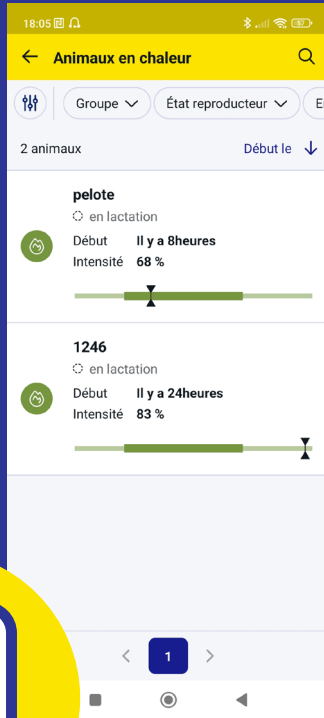 18:05
Animaux en chaleur
Groupe
État reproducteur
2 animaux
Début le
pelote
en lactation
Début Il y a 8heures
Intensité 68 %
1246
en lactation
Début Il y a 24heures
Intensité 83 %
1